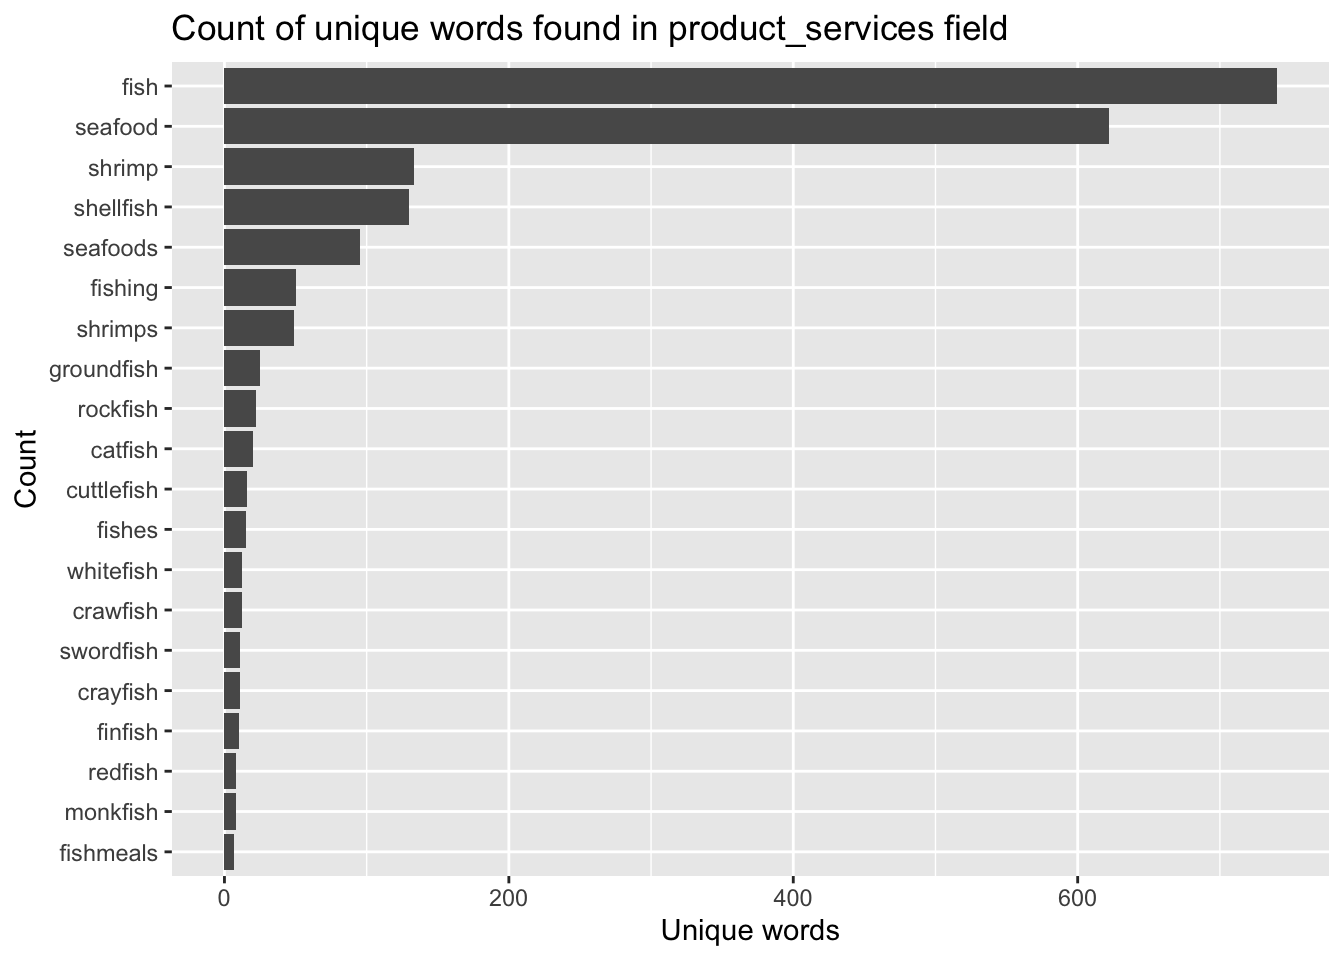 Count of unique words found in product_services field
fish
seafood
shrimp
shellfish
seafoods
fishing
shrimps
groundfish
rockfish
catfish
cuttlefish
fishes
whitefish
crawfish
swordfish
crayfish
finfish
redfish
monkfish
fishmeals
Count
0 200 400 600
Unique words